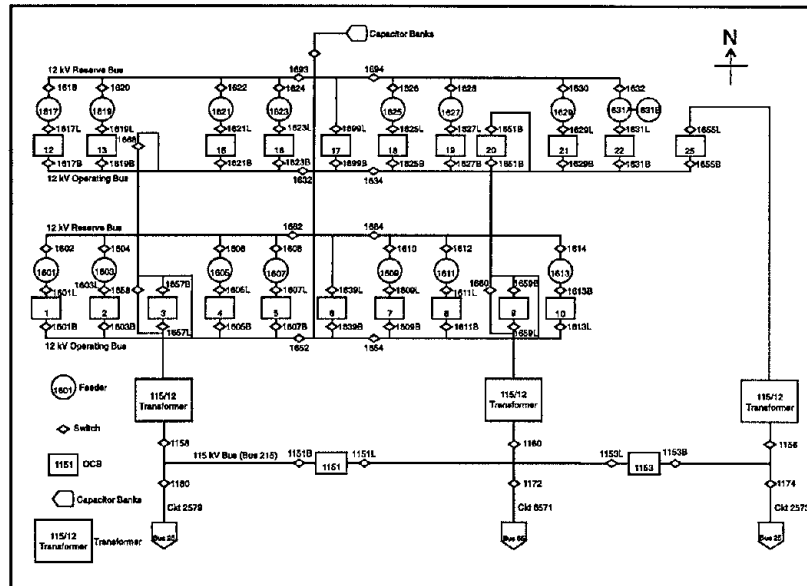 Capacitor Banks
N
12 kV Reserve Bus
1693
1694
1618
1620
1622
1624
1626
1628
1630
1632
1617
1619
1621
1623
1625
1627
1629
631A
631B
1617L
1619L
1621L
1623L
1699L
1625L
1627L
1651B
1629L
1631L
1655L
1668
12
13
15
16
17
18
19
20
21
22
25
1617B
1619B
1621B
1623B
1699B
1625B
1627B
1651B
1629B
1631B
1655B
12 kV Operating Bus
1632
1634
12 kV Reserve Bus
1682
1684
1602
1604
1606
1608
1610
1612
1614
1601
1603
1605
1607
1609
1611
1613
1601L
1603L
1658
1657B
1605L
1607L
1639L
1609L
1611L
1660
1659B
1613B
1
2
3
4
5
6
7
8
9
10
1601B
1603B
1657L
1605B
1607B
1639B
1609B
1611B
1659L
1613L
12 kV Operating Bus
1652
1654
115/12
Transformer
115/12
Transformer
115/12
Transformer
1601
Feeder
Switch
1158
1160
1156
115 kV Bus (Bus 215)
1151B
1151L
1153L
1153B
1151
OCB
1151
1153
1180
1172
1174
Capacitor Banks
Ckt 2579
Ckt 6571
115/12
Transformer
Transformer